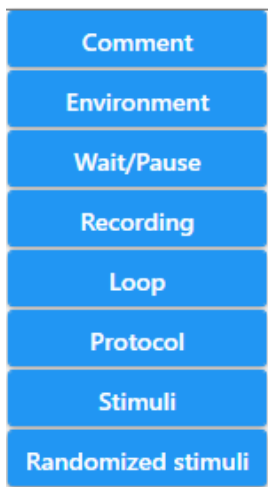 Comment
Environment
Wait/Pause
Recording
Loop
Protocol
Stimuli
Randomized stimuli